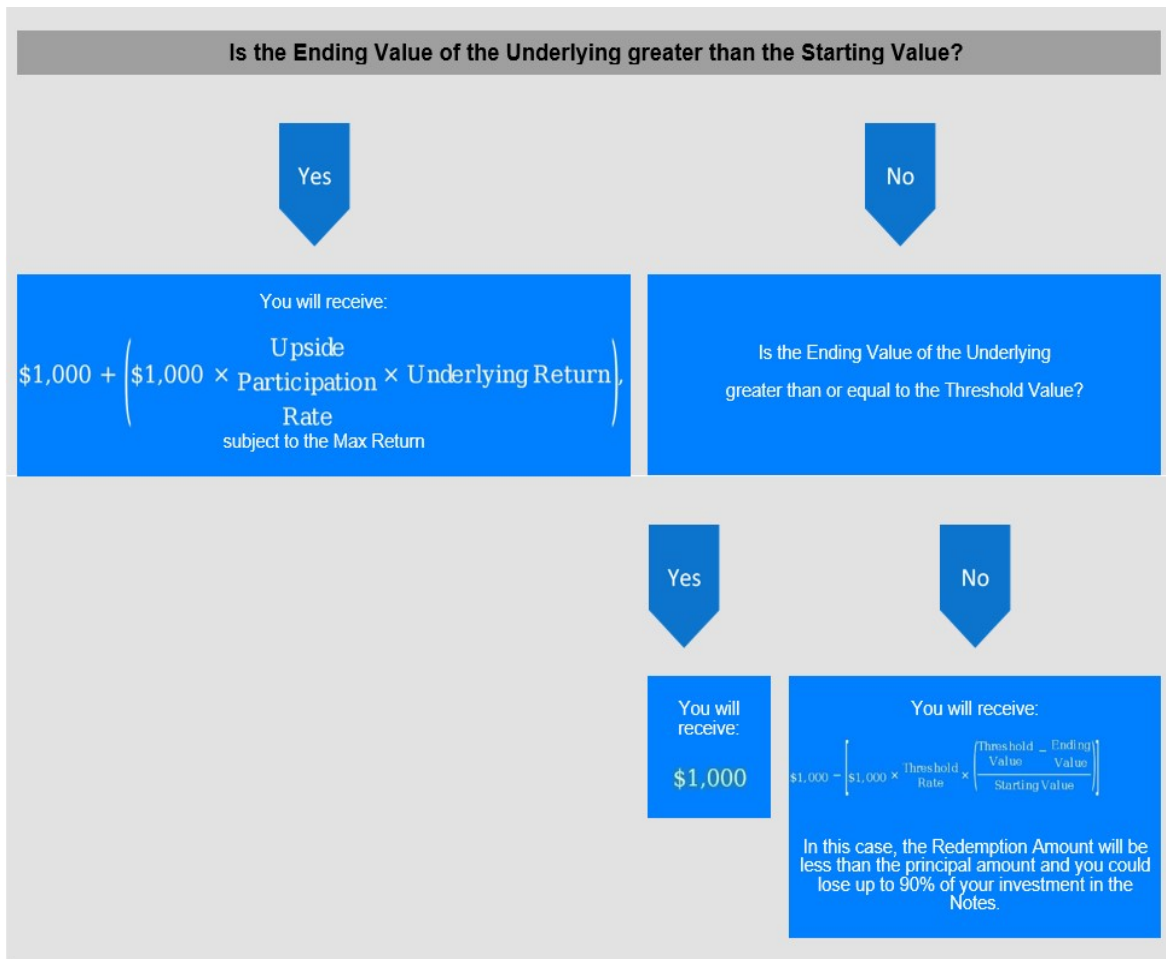 Is the Ending Value of the Underlying greater than the Starting Value?
Yes
No
You will receive:
$1,000 + ($1,000 × Upside Participation Rate × Underlying Return),
subject to the Max Return
Is the Ending Value of the Underlying
greater than or equal to the Threshold Value?
Yes
No
You will
receive:
$1,000
You will receive:
$1,000 − [$1,000 × Threshold Rate × ((Threshold Value − Ending Value) / Starting Value)]
In this case, the Redemption Amount will be
less than the principal amount and you could
lose up to 90% of your investment in the
Notes.